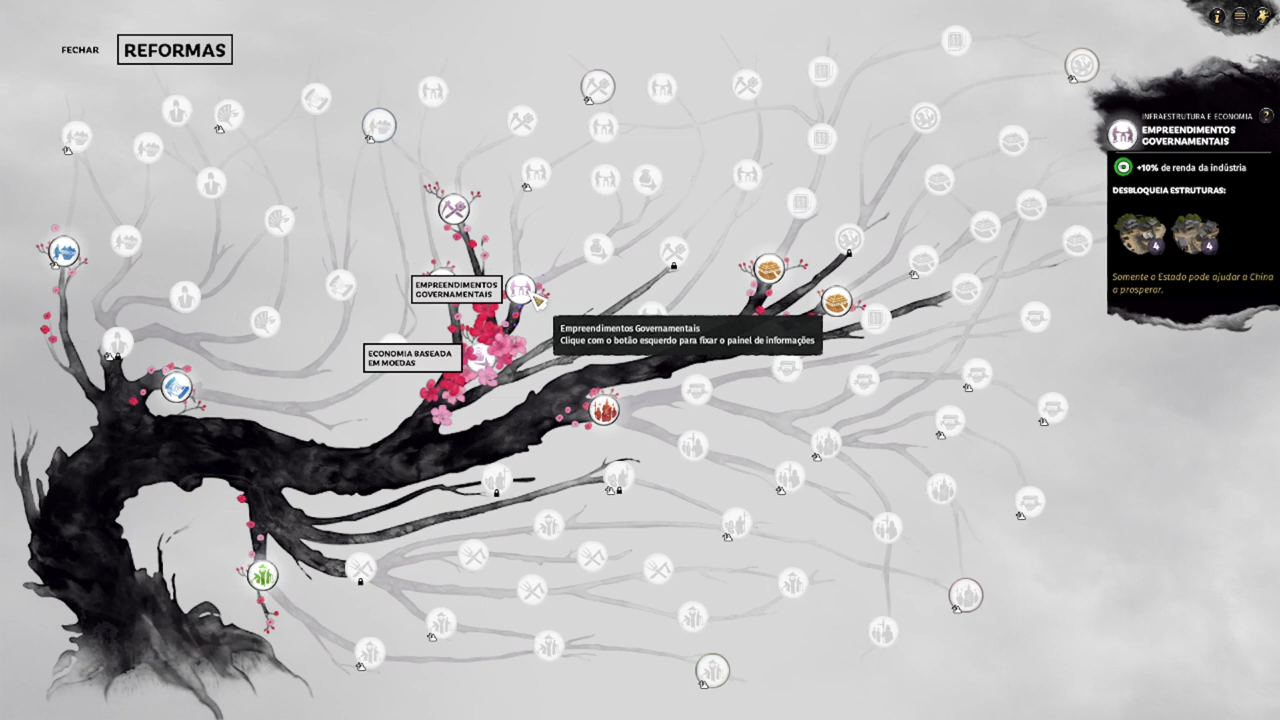 FECHAR
REFORMAS
INFRAESTRUTURA E ECONOMIA
?
EMPREENDIMENTOS
GOVERNAMENTAIS
+10% de renda da indústria
DESBLOQUEIA ESTRUTURAS:
4
4
Somente o Estado pode ajudar a China
a prosperar.
EMPREENDIMENTOS
GOVERNAMENTAIS
Empreendimentos Governamentais
Clique com o botão esquerdo para fixar o painel de informações
ECONOMIA BASEADA
EM MOEDAS